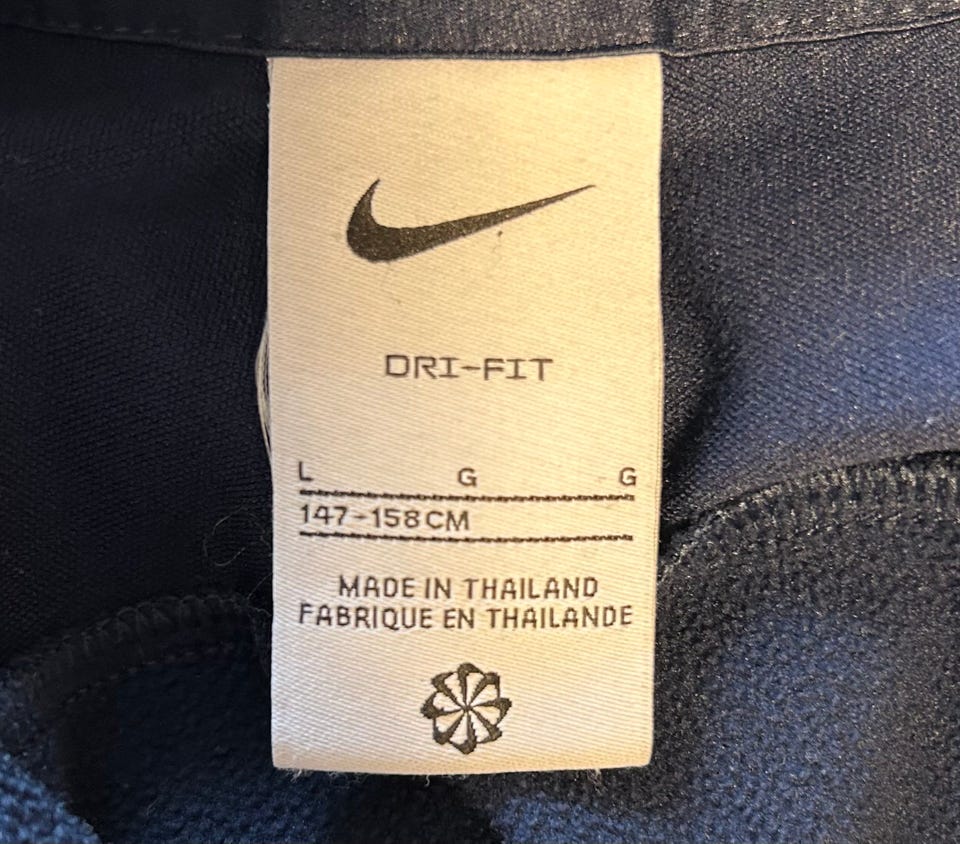 DRI-FIT
L G G
147-158CM
MADE IN THAILAND
FABRIQUE EN THAILANDE